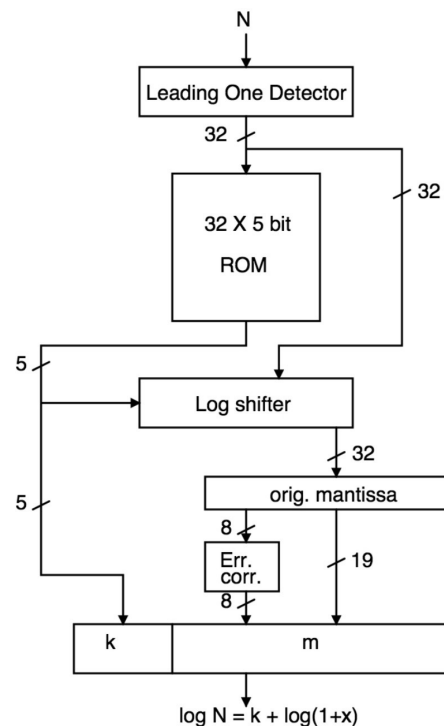 N
Leading One Detector
32
32
32 X 5 bit
ROM
5
Log shifter
32
orig. mantissa
5
8
Err.
corr.
19
8
k
m
log N = k + log(1+x)